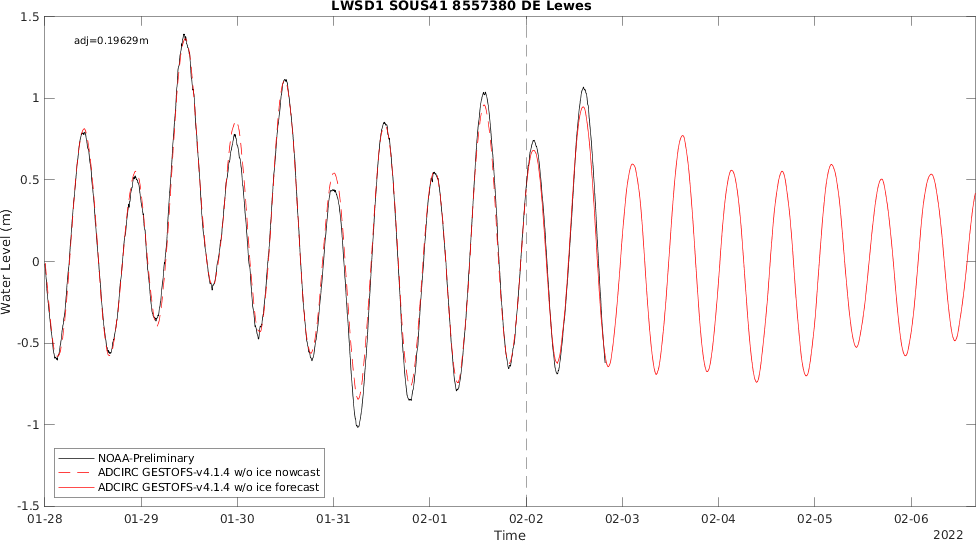 LWSD1 SOUS41 8557380 DE Lewes
adj=0.19629m
1.5
1
0.5
0
-0.5
-1
-1.5
Water Level (m)
NOAA-Preliminary
ADCIRC GESTOFS-v4.1.4 w/o ice nowcast
ADCIRC GESTOFS-v4.1.4 w/o ice forecast
01-28 01-29 01-30 01-31 02-01 02-02 02-03 02-04 02-05 02-06
Time
2022